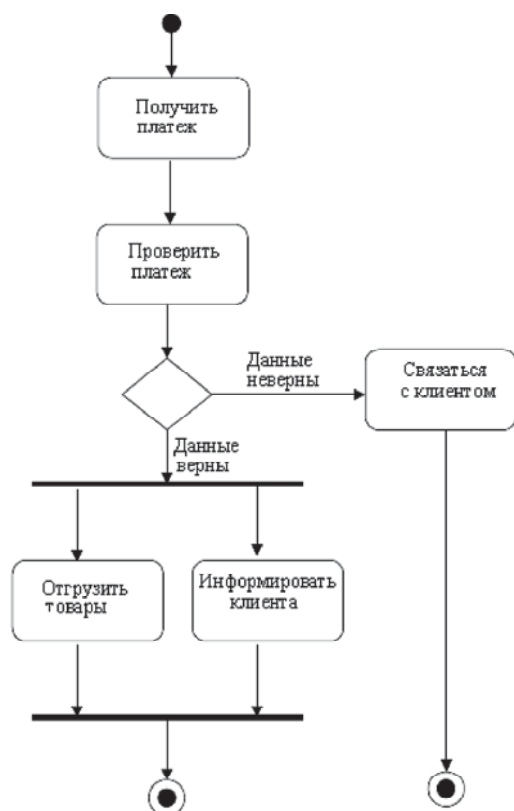 Получить
платеж
Проверить
платеж
Данные
неверны
Связаться
с клиентом
Данные
верны
Отгрузить
товары
Информировать
клиента